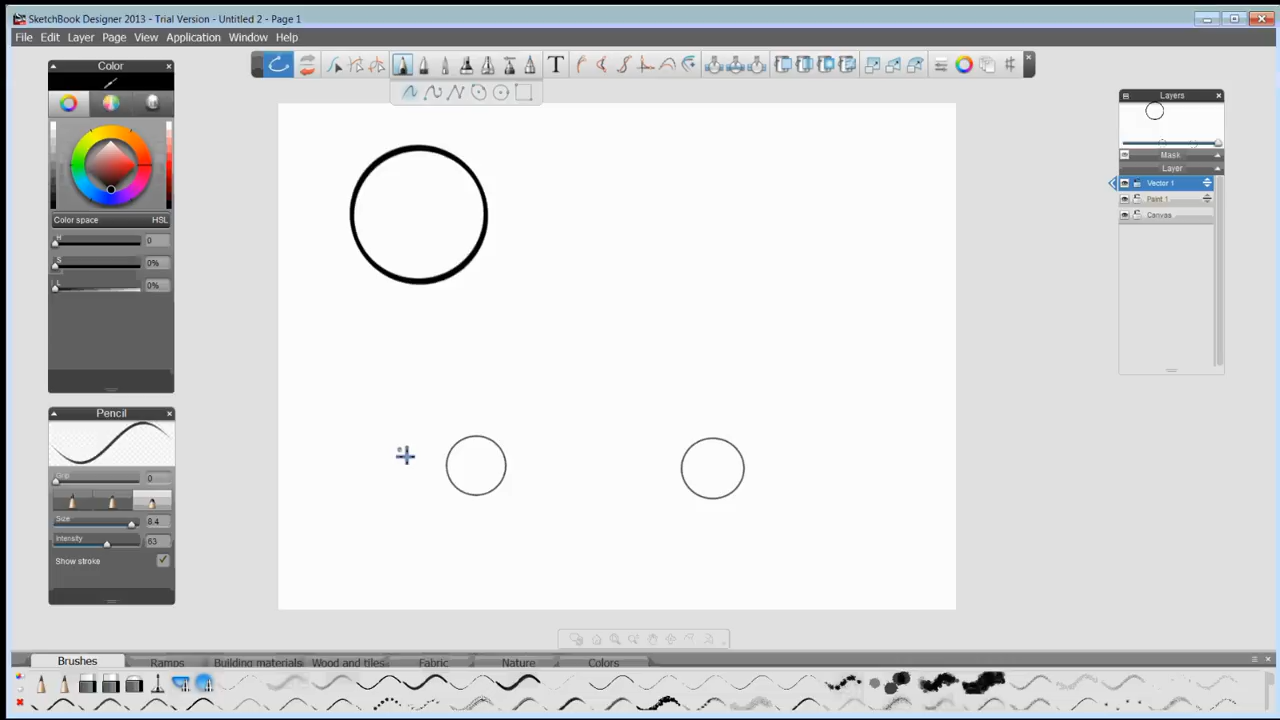 SketchBook Designer 2013 - Trial Version - Untitled 2 - Page 1
File Edit Layer Page View Application Window Help
T
Color
Color space HSL
H 0
S 0%
L 0%
Pencil
Grip 0
Size 8.4
Intensity 63
Show stroke
Layers
Mask
Layer
Vector 1
Paint 1
Canvas
Brushes Ramps Building materials Wood and tiles Fabric Nature Colors